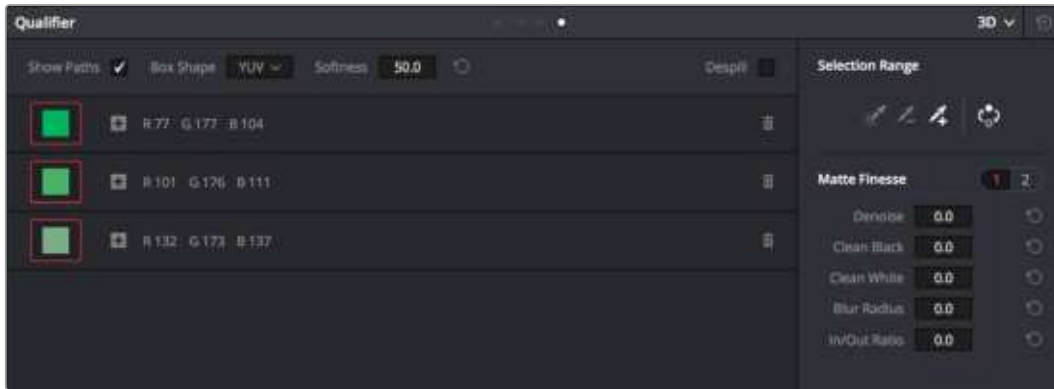 Qualifier
3D
Show Paths Box Shape YUV Softness 50.0 Despill
R 77 G 177 B 104
R 101 G 176 B 111
R 132 G 173 B 137
Selection Range
Matte Finesse 1 2
Denoise 0.0
Clean Black 0.0
Clean White 0.0
Blur Radius 0.0
In/Out Ratio 0.0